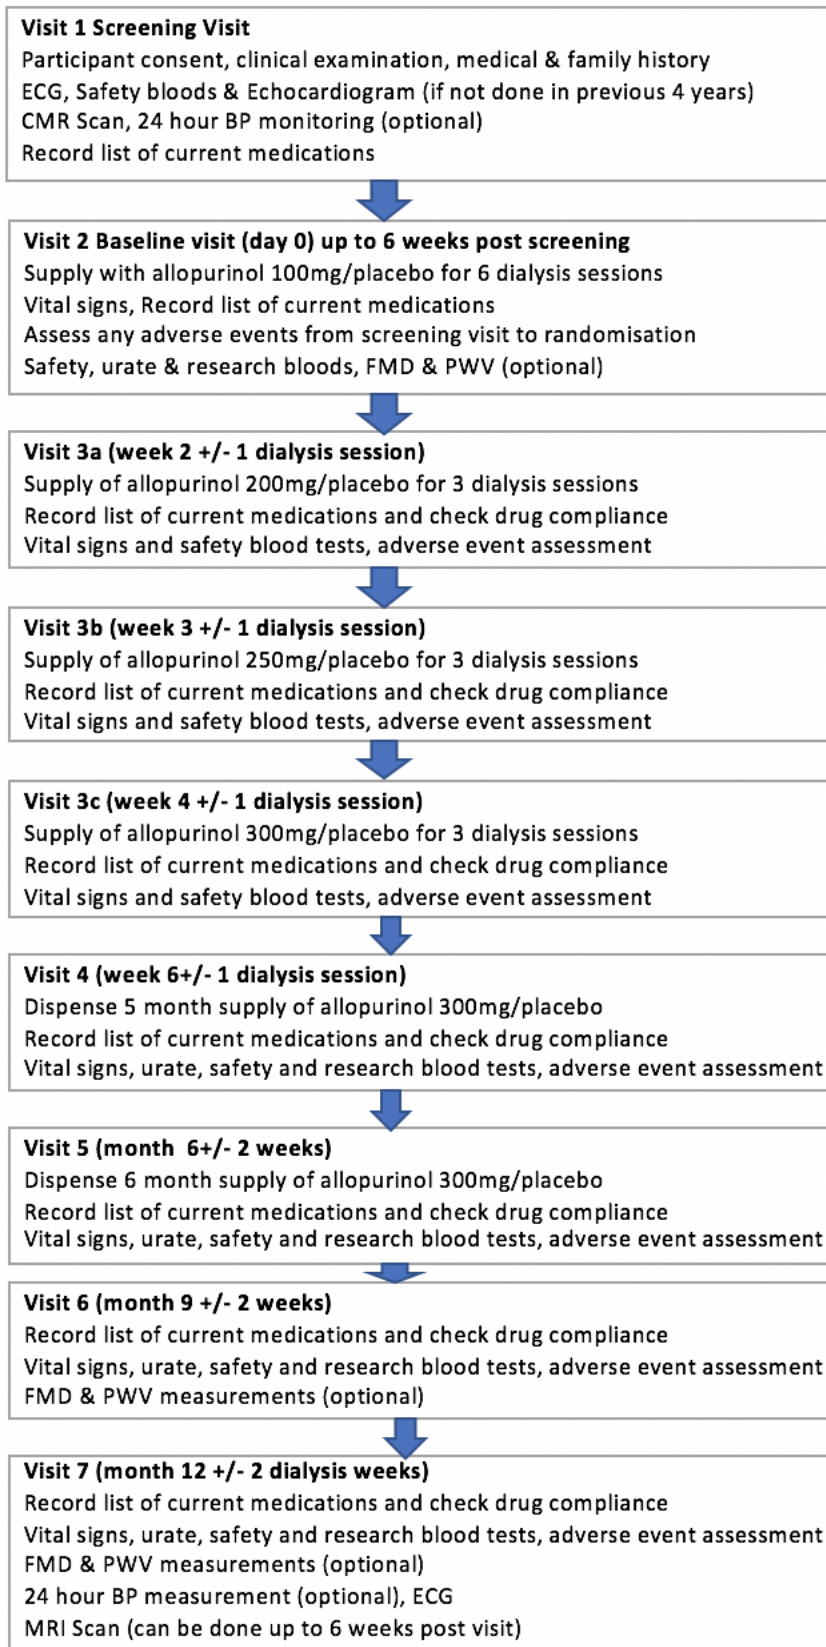 Visit 1 Screening Visit
Participant consent, clinical examination, medical & family history
ECG, Safety bloods & Echocardiogram (if not done in previous 4 years)
CMR Scan, 24 hour BP monitoring (optional)
Record list of current medications
Visit 2 Baseline visit (day 0) up to 6 weeks post screening
Supply with allopurinol 100mg/placebo for 6 dialysis sessions
Vital signs, Record list of current medications
Assess any adverse events from screening visit to randomisation
Safety, urate & research bloods, FMD & PWV (optional)
Visit 3a (week 2 +/- 1 dialysis session)
Supply of allopurinol 200mg/placebo for 3 dialysis sessions
Record list of current medications and check drug compliance
Vital signs and safety blood tests, adverse event assessment
Visit 3b (week 3 +/- 1 dialysis session)
Supply of allopurinol 250mg/placebo for 3 dialysis sessions
Record list of current medications and check drug compliance
Vital signs and safety blood tests, adverse event assessment
Visit 3c (week 4 +/- 1 dialysis session)
Supply of allopurinol 300mg/placebo for 3 dialysis sessions
Record list of current medications and check drug compliance
Vital signs and safety blood tests, adverse event assessment
Visit 4 (week 6+/- 1 dialysis session)
Dispense 5 month supply of allopurinol 300mg/placebo
Record list of current medications and check drug compliance
Vital signs, urate, safety and research blood tests, adverse event assessment
Visit 5 (month  6+/- 2 weeks)
Dispense 6 month supply of allopurinol 300mg/placebo
Record list of current medications and check drug compliance
Vital signs, urate, safety and research blood tests, adverse event assessment
Visit 6 (month 9 +/- 2 weeks)
Record list of current medications and check drug compliance
Vital signs, urate, safety and research blood tests, adverse event assessment
FMD & PWV measurements (optional)
Visit 7 (month 12 +/- 2 dialysis weeks)
Record list of current medications and check drug compliance
Vital signs, urate, safety and research blood tests, adverse event assessment
FMD & PWV measurements (optional)
24 hour BP measurement (optional), ECG
MRI Scan (can be done up to 6 weeks post visit)